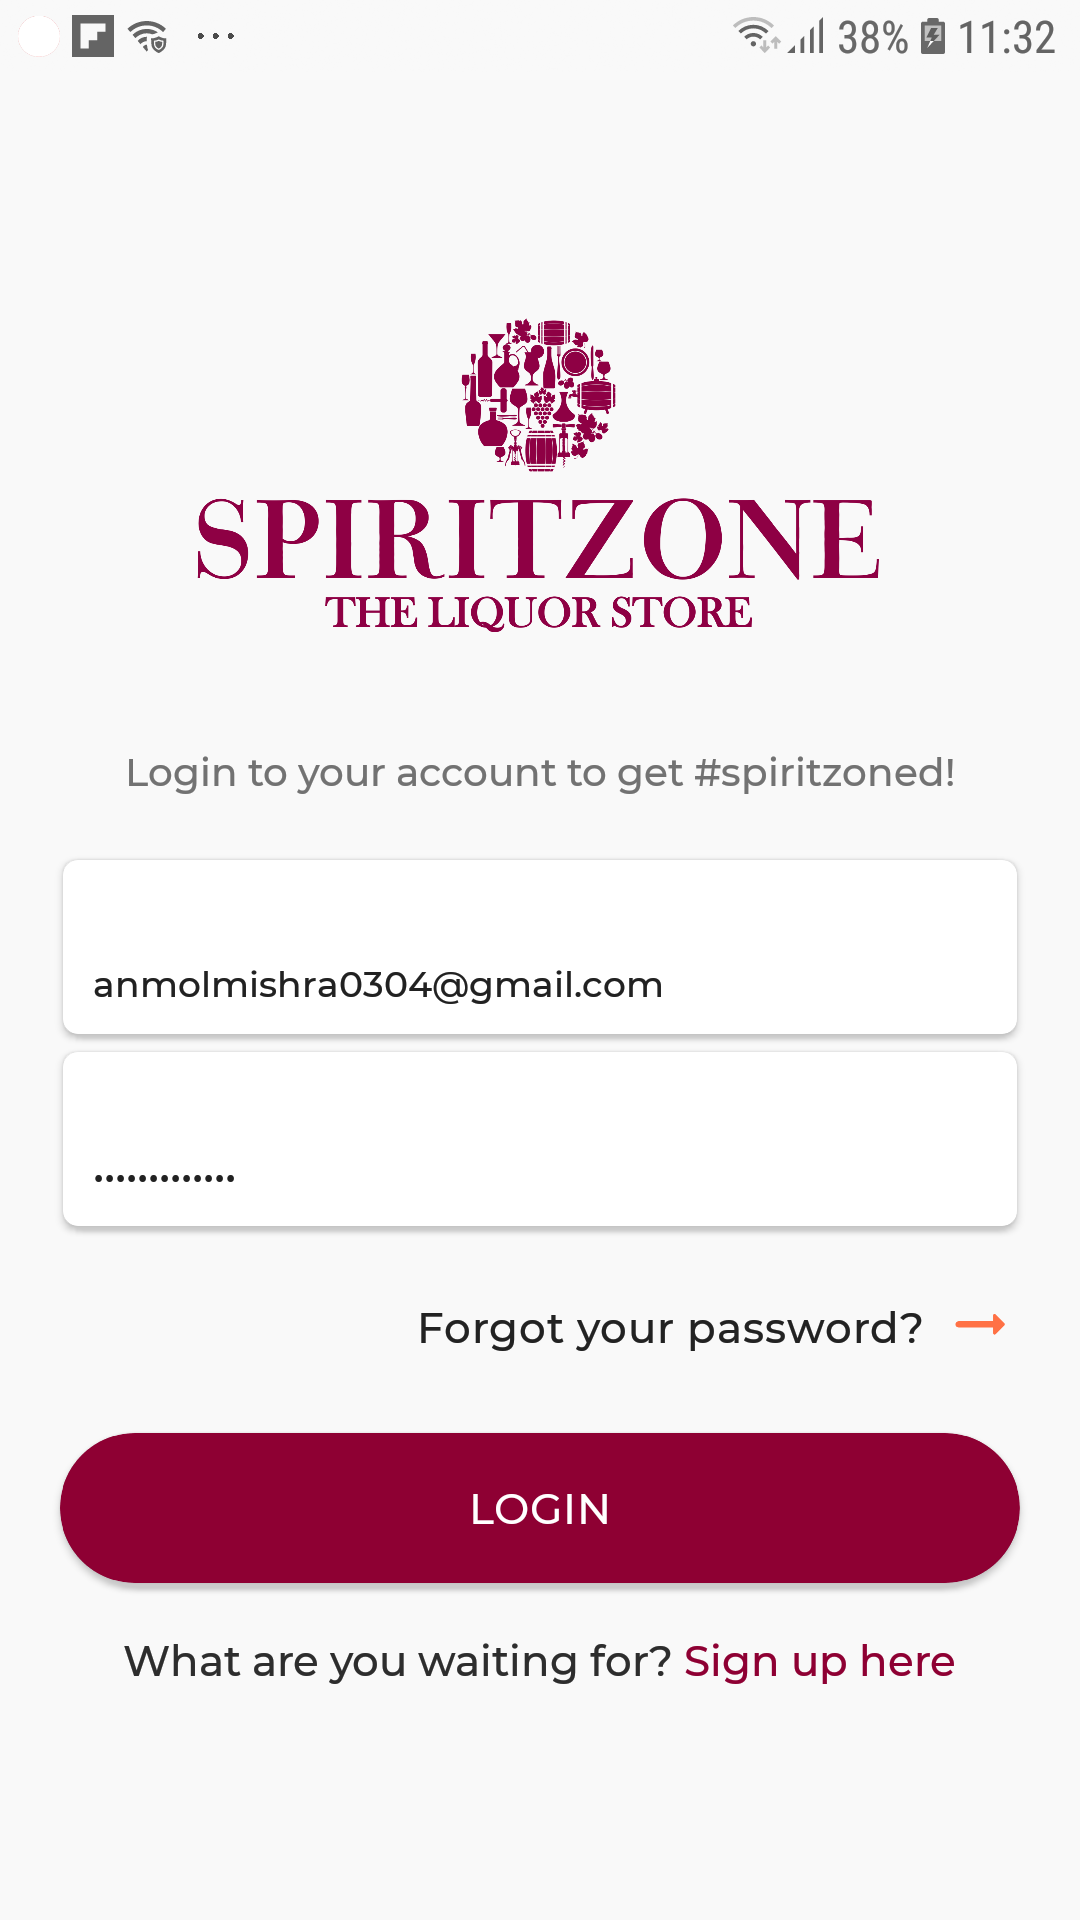 38% 11:32
SPIRITZONE
THE LIQUOR STORE
Login to your account to get #spiritzoned!
anmolmishra0304@gmail.com
•••••••••••••
Forgot your password?
LOGIN
What are you waiting for? Sign up here